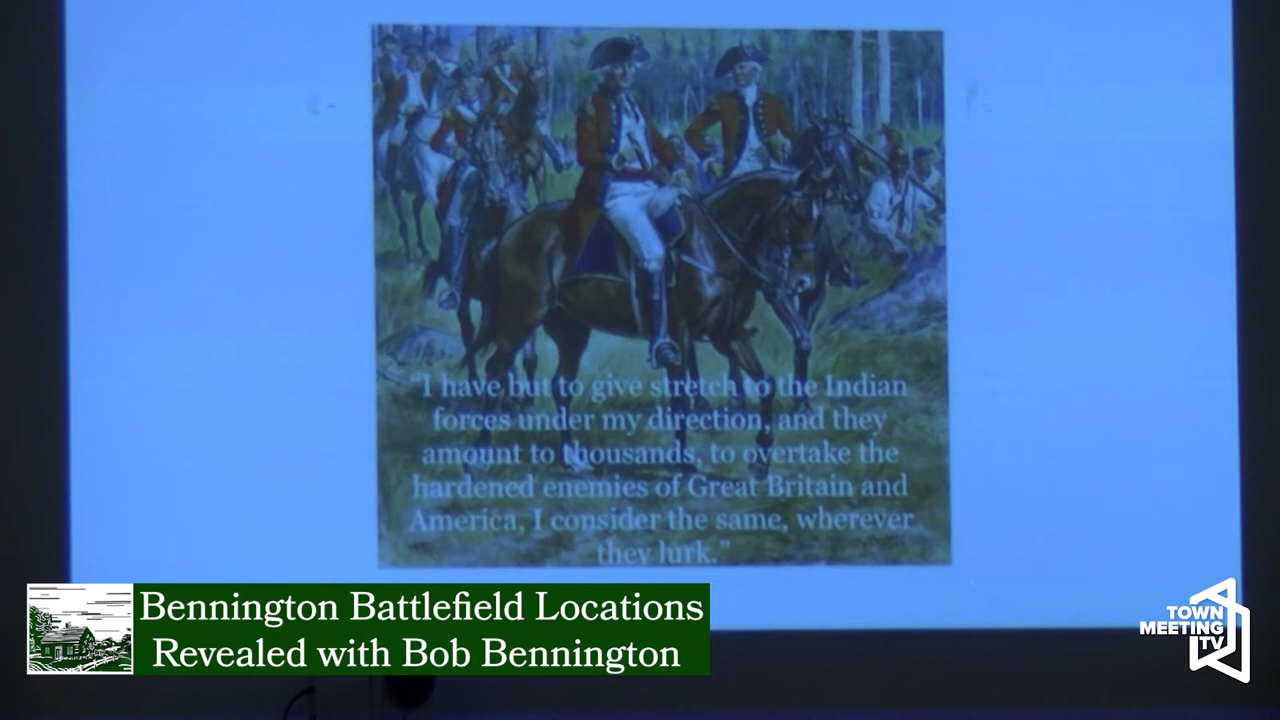 “I have but to give stretch to the Indian
forces under my direction, and they
amount to thousands, to overtake the
hardened enemies of Great Britain and
America, I consider the same, wherever
they lurk.”
Bennington Battlefield Locations
Revealed with Bob Bennington
TOWN
MEETING
TV